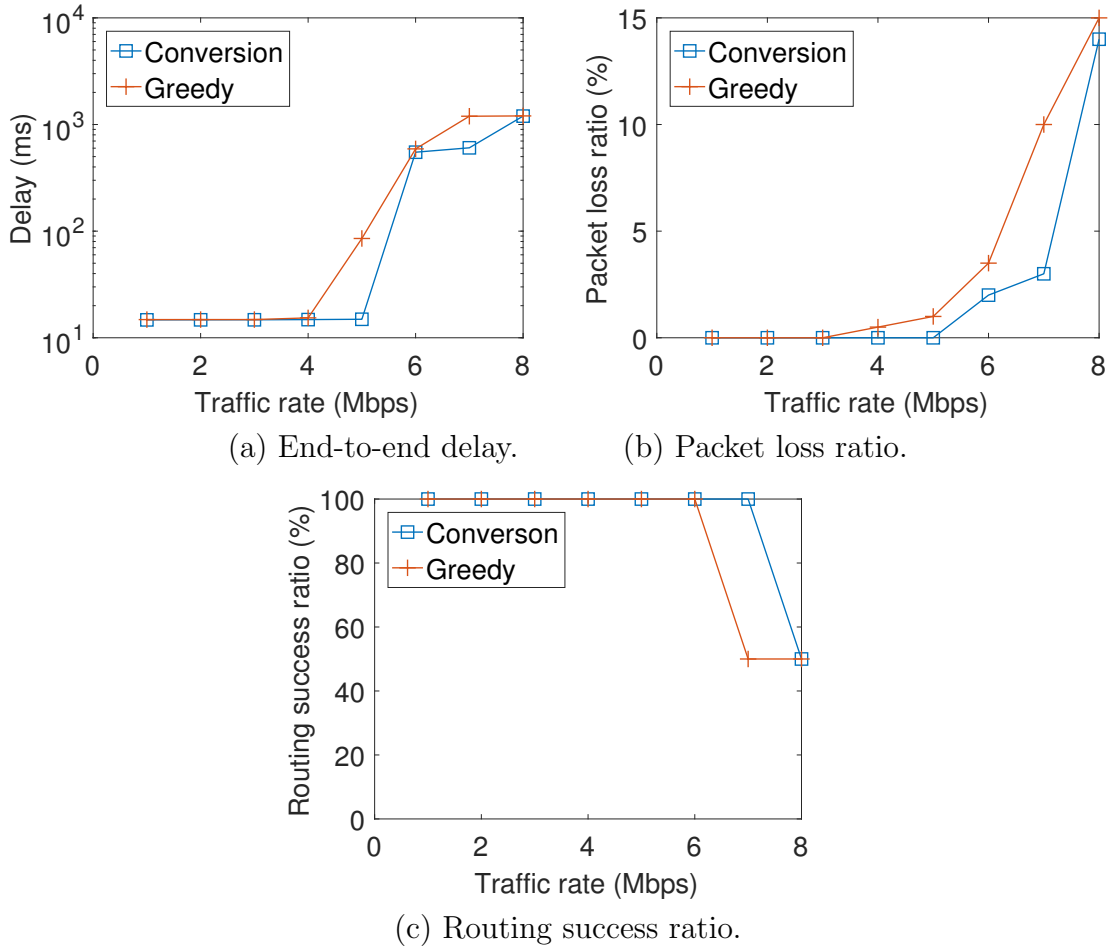 10^4
10^3
10^2
10^1
Delay (ms)
Conversion
Greedy
0 2 4 6 8
Traffic rate (Mbps)
(a) End-to-end delay.
15
10
5
0
Packet loss ratio (%)
Conversion
Greedy
0 2 4 6 8
Traffic rate (Mbps)
(b) Packet loss ratio.
100
80
60
40
20
0
Routing success ratio (%)
Converson
Greedy
0 2 4 6 8
Traffic rate (Mbps)
(c) Routing success ratio.